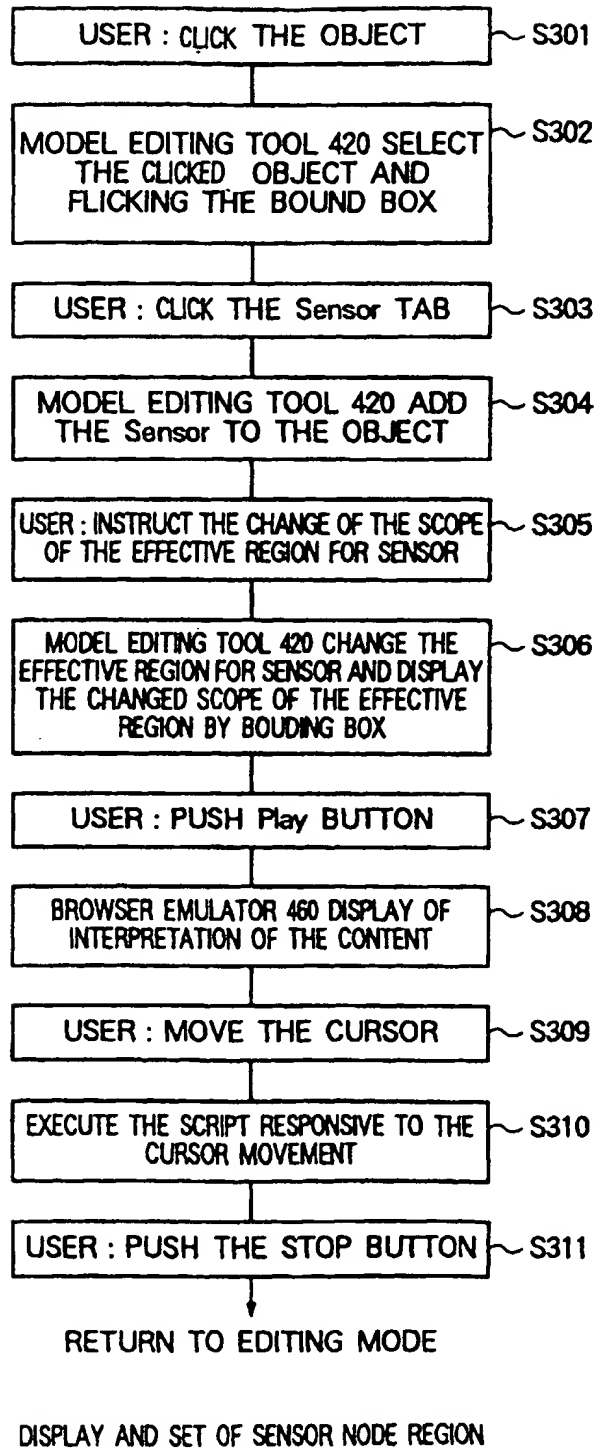 USER : CLICK THE OBJECT
S301
MODEL EDITING TOOL 420 SELECT
THE CLICKED OBJECT AND
FLICKING THE BOUND BOX
S302
USER : CLICK THE Sensor TAB
S303
MODEL EDITING TOOL 420 ADD
THE Sensor TO THE OBJECT
S304
USER : INSTRUCT THE CHANGE OF THE SCOPE
OF THE EFFECTIVE REGION FOR SENSOR
S305
MODEL EDITING TOOL 420 CHANGE THE
EFFECTIVE REGION FOR SENSOR AND DISPLAY
THE CHANGED SCOPE OF THE EFFECTIVE
REGION BY BOUDING BOX
S306
USER : PUSH Play BUTTON
S307
BROWSER EMULATOR 460 DISPLAY OF
INTERPRETATION OF THE CONTENT
S308
USER : MOVE THE CURSOR
S309
EXECUTE THE SCRIPT RESPONSIVE TO THE
CURSOR MOVEMENT
S310
USER : PUSH THE STOP BUTTON
S311
RETURN TO EDITING MODE
DISPLAY AND SET OF SENSOR NODE REGION